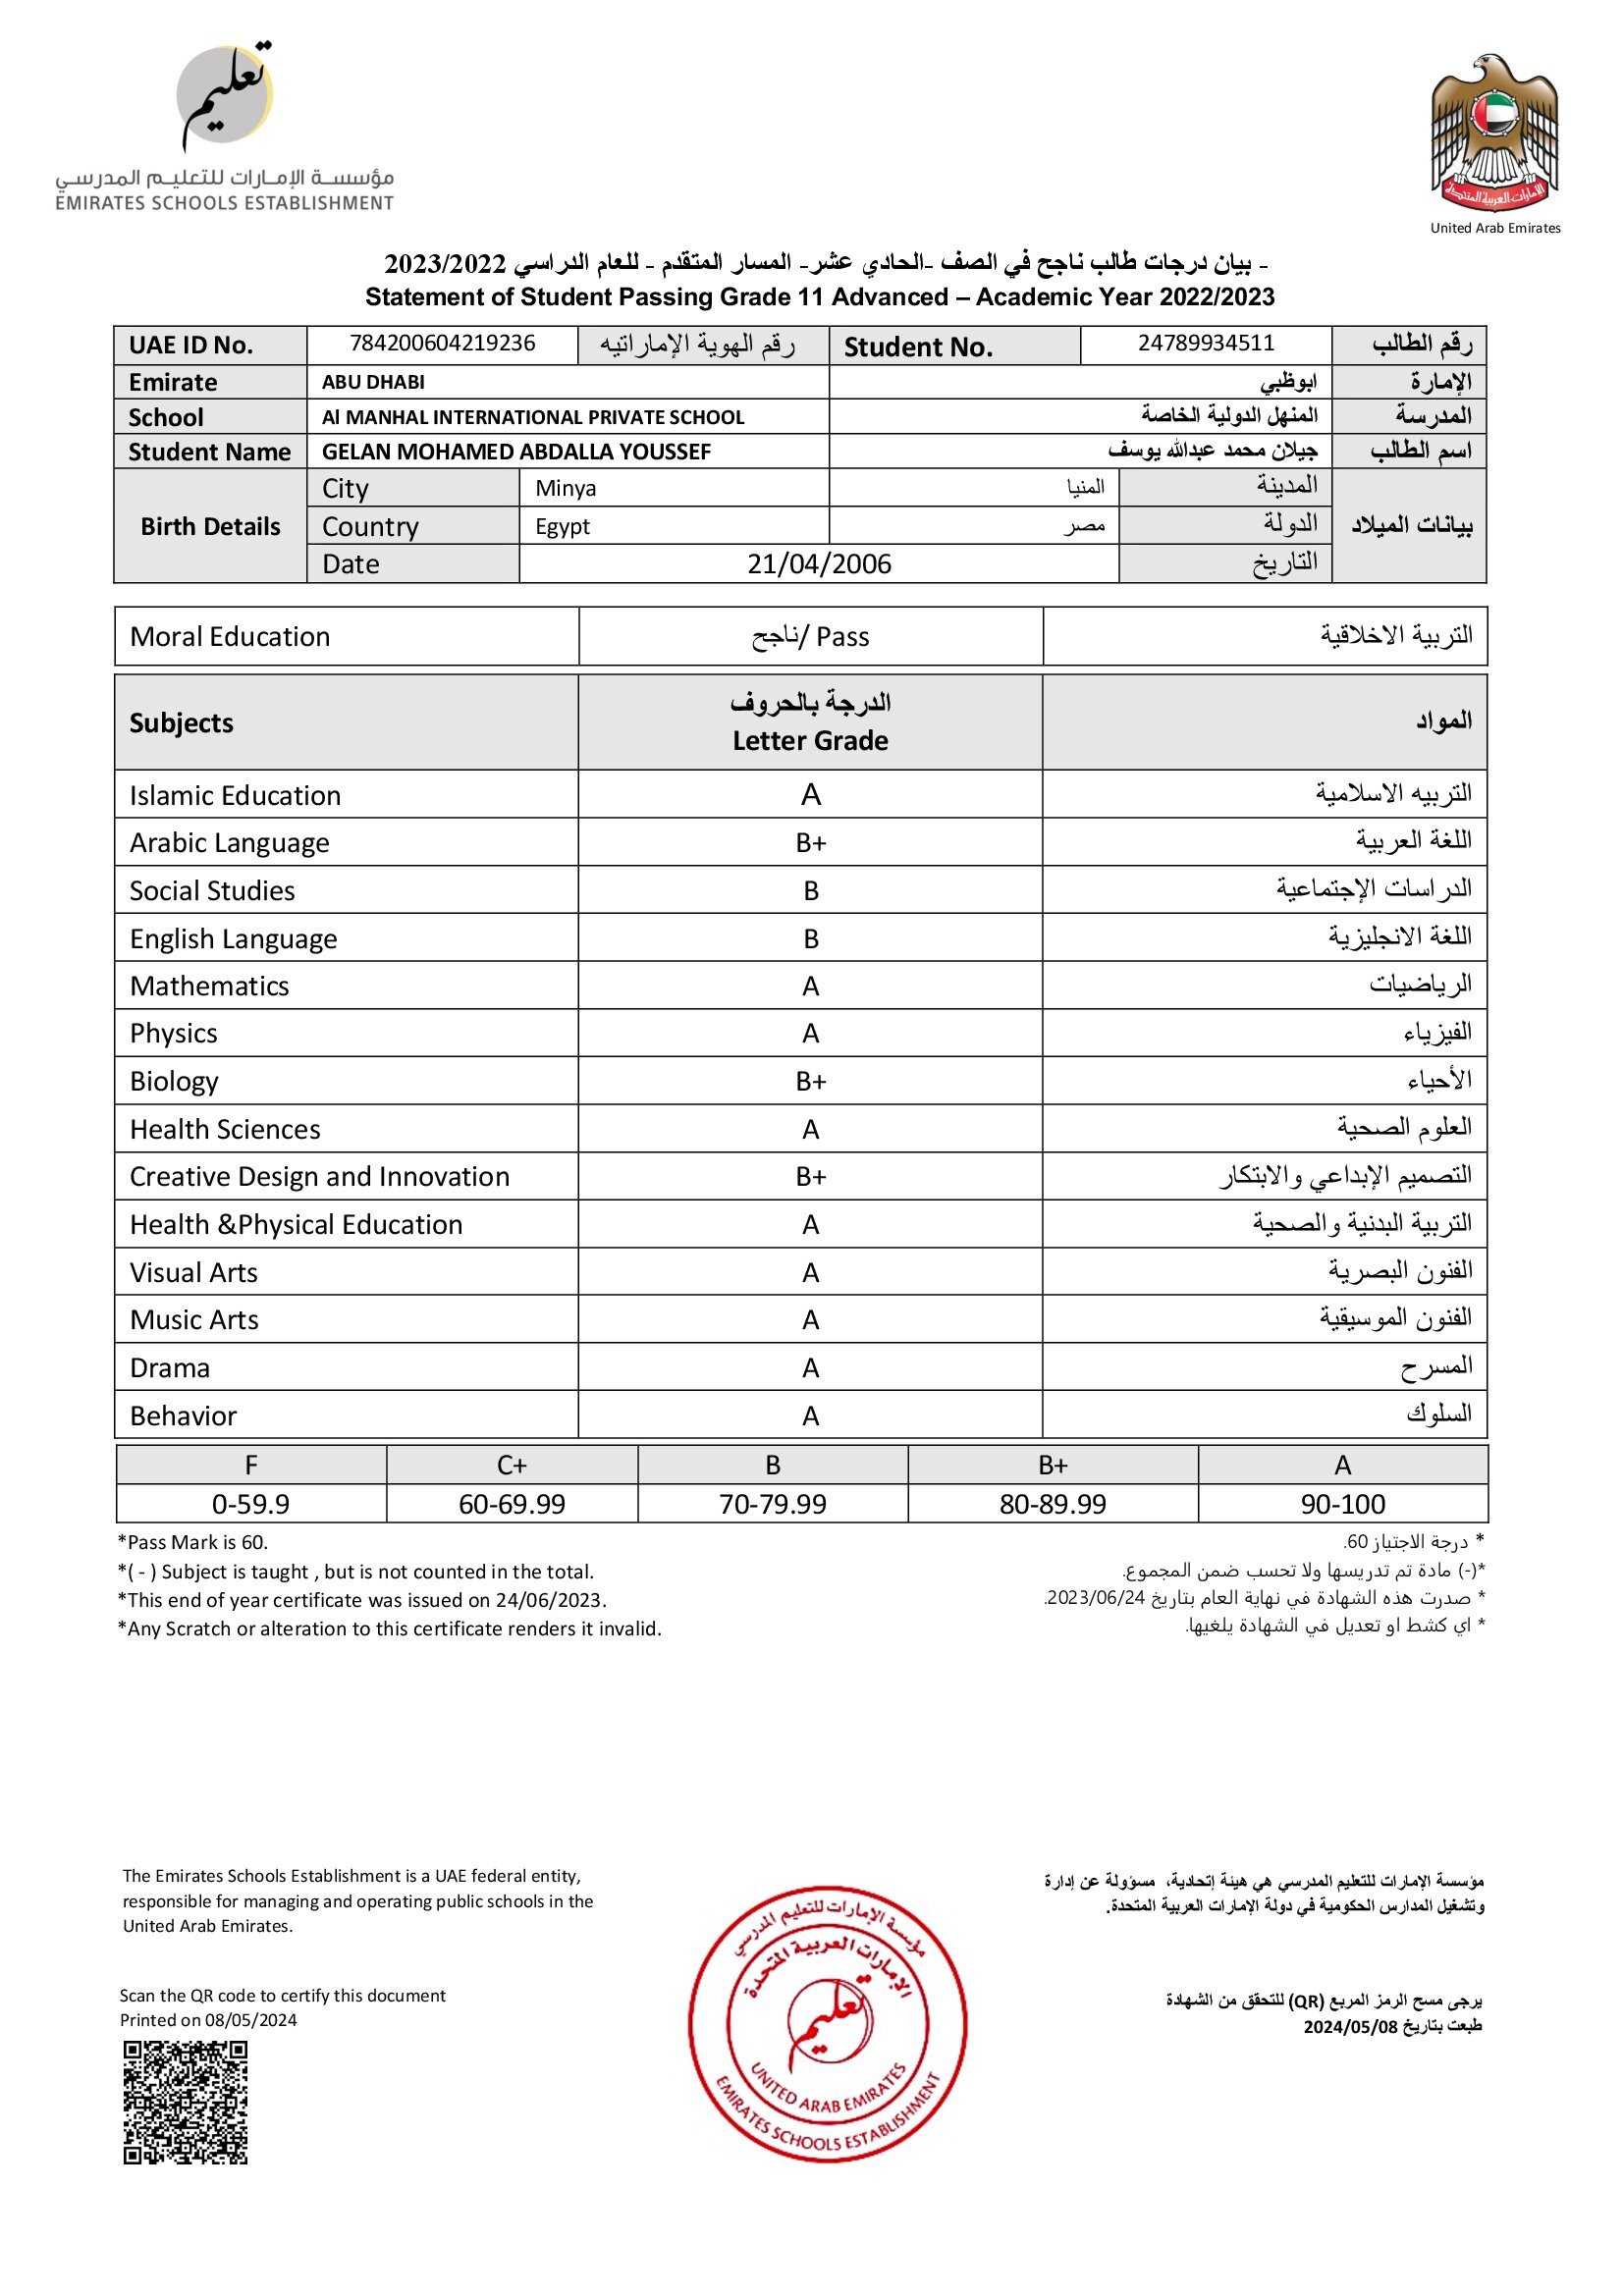 تعليم
مؤسسة الإمارات للتعليم المدرسي
EMIRATES SCHOOLS ESTABLISHMENT
الإمارات العربية المتحدة
United Arab Emirates
- بيان درجات طالب ناجح في الصف -الحادي عشر- المسار المتقدم - للعام الدراسي 2023/2022
Statement of Student Passing Grade 11 Advanced – Academic Year 2022/2023
UAE ID No. 784200604219236 رقم الهوية الإماراتيه Student No. 24789934511 رقم الطالب
Emirate ABU DHABI ابوظبي الإمارة
School Al MANHAL INTERNATIONAL PRIVATE SCHOOL المنهل الدولية الخاصة المدرسة
Student Name GELAN MOHAMED ABDALLA YOUSSEF جيلان محمد عبدالله يوسف اسم الطالب
Birth Details City Minya المنيا المدينة بيانات الميلاد
Country Egypt مصر الدولة
Date 21/04/2006 التاريخ
Moral Education ناجح/ Pass التربية الاخلاقية
Subjects الدرجة بالحروف المواد
Letter Grade
Islamic Education A التربيه الاسلامية
Arabic Language B+ اللغة العربية
Social Studies B الدراسات الإجتماعية
English Language B اللغة الانجليزية
Mathematics A الرياضيات
Physics A الفيزياء
Biology B+ الأحياء
Health Sciences A العلوم الصحية
Creative Design and Innovation B+ التصميم الإبداعي والابتكار
Health &Physical Education A التربية البدنية والصحية
Visual Arts A الفنون البصرية
Music Arts A الفنون الموسيقية
Drama A المسرح
Behavior A السلوك
F C+ B B+ A
0-59.9 60-69.99 70-79.99 80-89.99 90-100
*Pass Mark is 60.
*( - ) Subject is taught , but is not counted in the total.
*This end of year certificate was issued on 24/06/2023.
*Any Scratch or alteration to this certificate renders it invalid.
* درجة الاجتياز 60.
*(-) مادة تم تدريسها ولا تحسب ضمن المجموع.
* صدرت هذه الشهادة في نهاية العام بتاريخ 2023/06/24.
* اي كشط او تعديل في الشهادة يلغيها.
The Emirates Schools Establishment is a UAE federal entity,
responsible for managing and operating public schools in the
United Arab Emirates.
مؤسسة الإمارات للتعليم المدرسي هي هيئة إتحادية، مسؤولة عن إدارة
وتشغيل المدارس الحكومية في دولة الإمارات العربية المتحدة.
Scan the QR code to certify this document
Printed on 08/05/2024
مؤسسة الإمارات للتعليم المدرسي
الإمارات العربية المتحدة
تعليم
UNITED ARAB EMIRATES
EMIRATES SCHOOLS ESTABLISHMENT
يرجى مسح الرمز المربع (QR) للتحقق من الشهادة
طبعت بتاريخ 2024/05/08